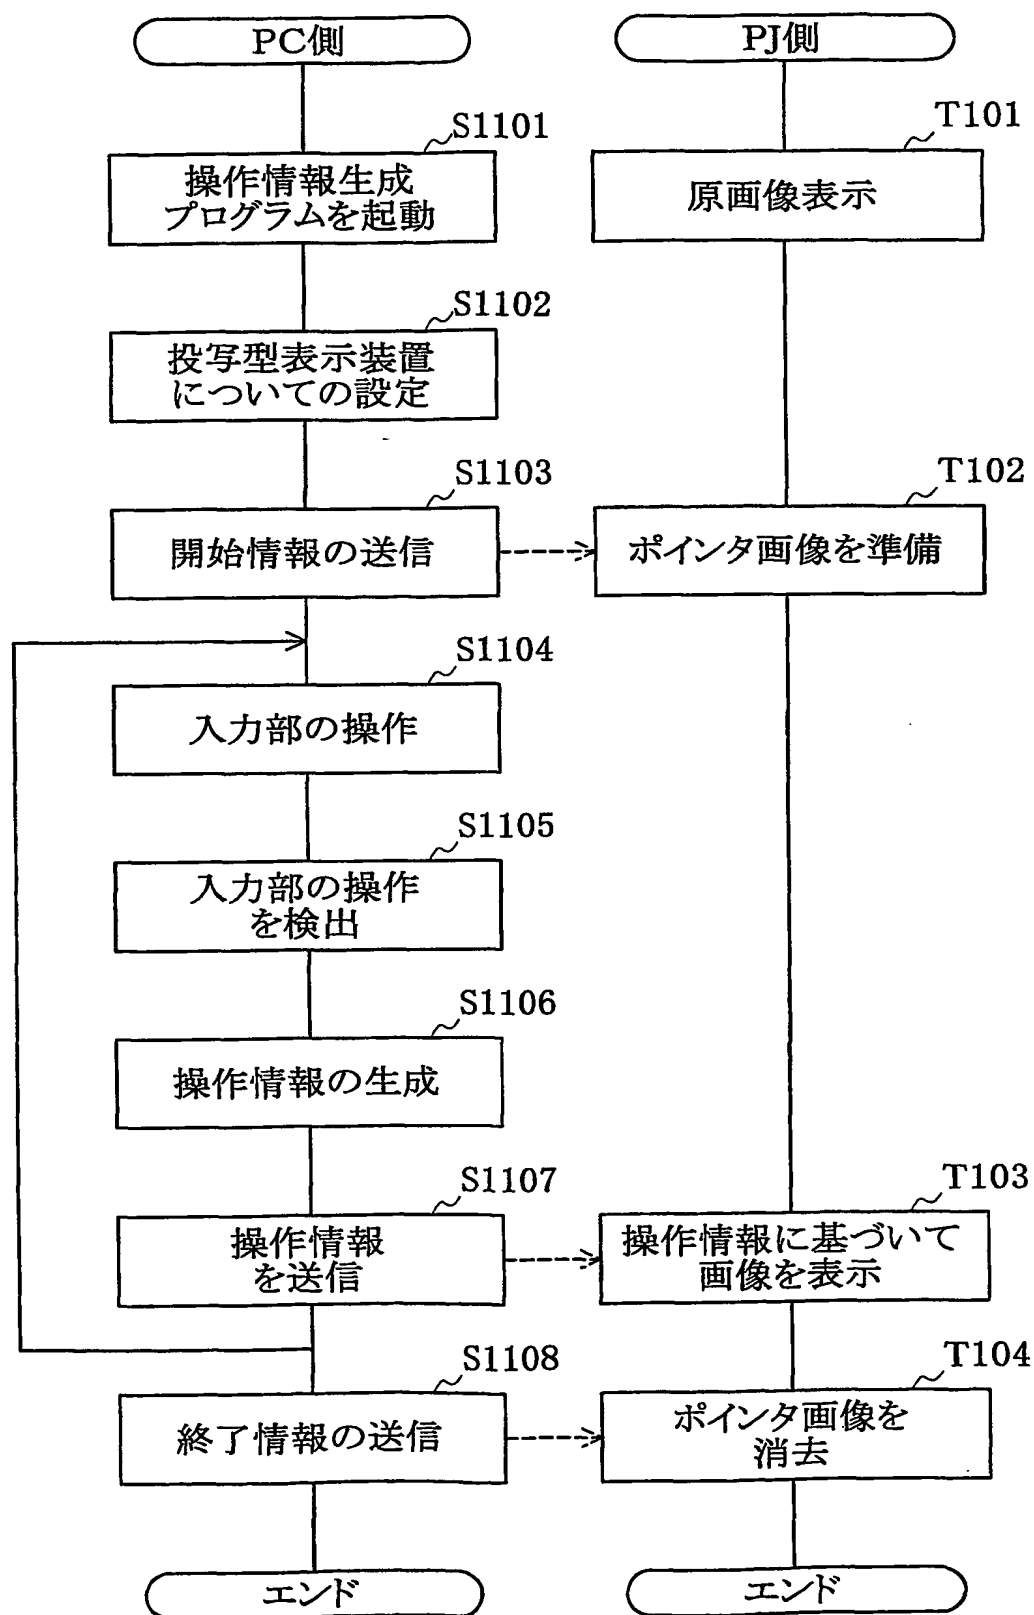 PC側
S1101
操作情報生成
プログラムを起動
S1102
投写型表示装置
についての設定
S1103
開始情報の送信
S1104
入力部の操作
S1105
入力部の操作
を検出
S1106
操作情報の生成
S1107
操作情報
を送信
S1108
終了情報の送信
エンド
PJ側
T101
原画像表示
T102
ポインタ画像を準備
T103
操作情報に基づいて
画像を表示
T104
ポインタ画像を
消去
エンド